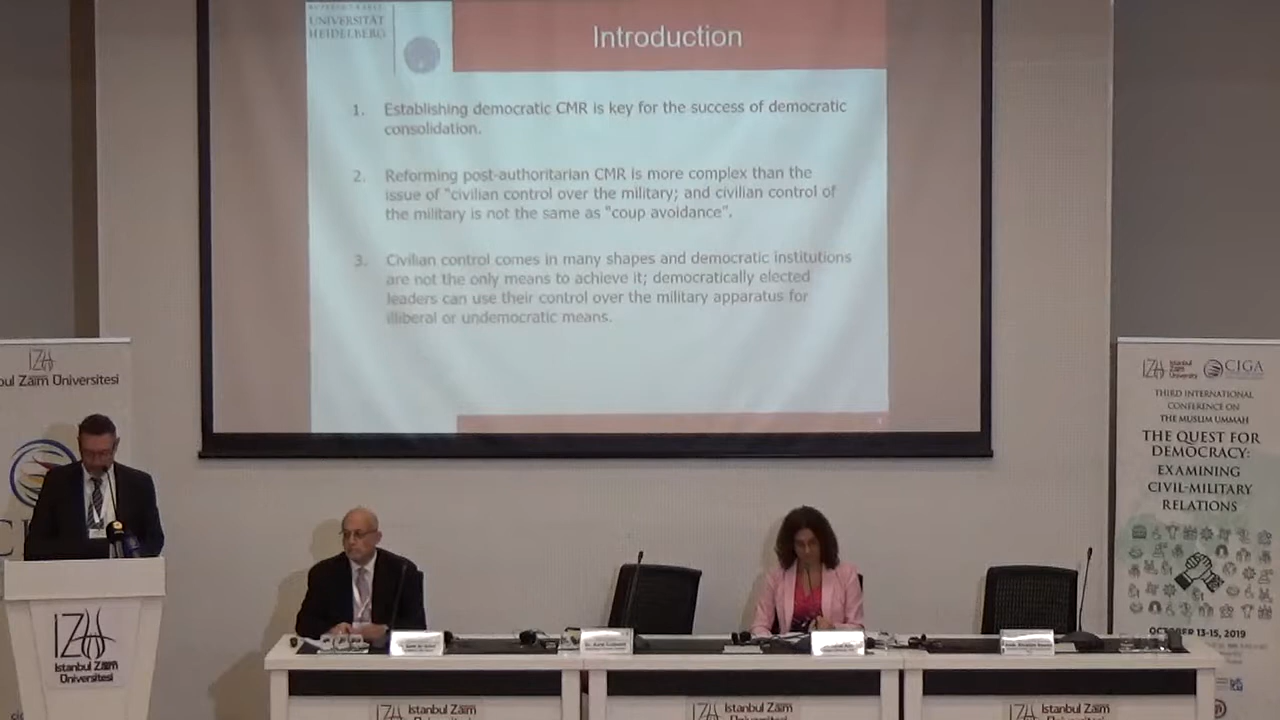 UNIVERSITÄT
HEIDELBERG
Introduction
1. Establishing democratic CMR is key for the success of democratic
consolidation.
2. Reforming post-authoritarian CMR is more complex than the
issue of "civilian control over the military; and civilian control of
the military is not the same as "coup avoidance".
3. Civilian control comes in many shapes and democratic institutions
are not the only means to achieve it; democratically elected
leaders can use their control over the military apparatus for
illiberal or undemocratic means.
İZÜ
bul Zaim Üniversitesi
C
İZÜ
İstanbul Zaim
Üniversitesi
İstanbul Zaim
Üniversitesi
İstanbul Zaim
Üniversitesi
İstanbul Zaim
Üniversitesi
İZÜ
İstanbul
Zaim
University
CIGA
THIRD INTERNATIONAL
CONFERENCE ON
THE MUSLIM UMMAH
THE QUEST FOR
DEMOCRACY:
EXAMINING
CIVIL-MILITARY
RELATIONS
OCTOBER 13-15, 2019